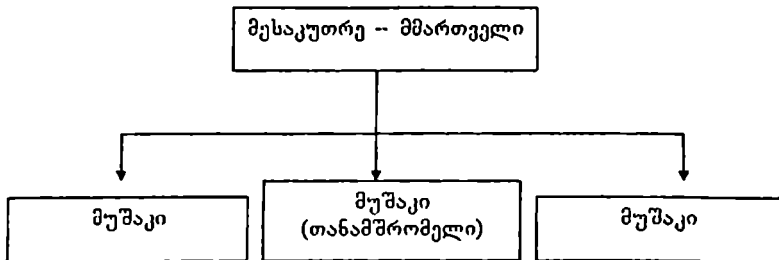 მესაკუთრე -- მმართველი
მუშაკი
მუშაკი
(თანამშრომელი)
მუშაკი